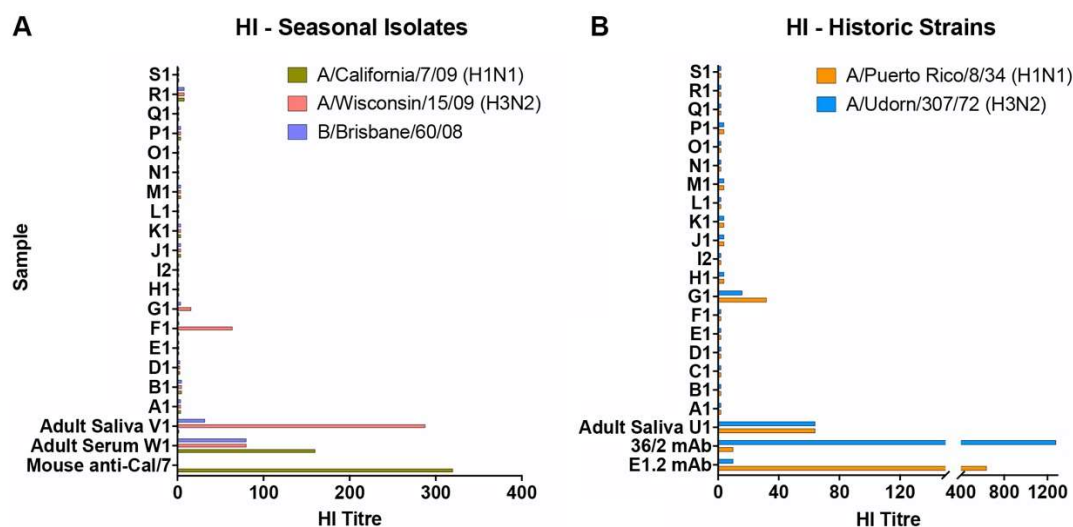 A
HI - Seasonal Isolates
A/California/7/09 (H1N1)
A/Wisconsin/15/09 (H3N2)
B/Brisbane/60/08
Sample
S1
R1
Q1
P1
O1
N1
M1
L1
K1
J1
I2
H1
G1
F1
E1
D1
B1
A1
Adult Saliva V1
Adult Serum W1
Mouse anti-Cal/7
0 100 200 300 400
HI Titre
B
HI - Historic Strains
A/Puerto Rico/8/34 (H1N1)
A/Udorn/307/72 (H3N2)
S1
R1
Q1
P1
O1
N1
M1
L1
K1
J1
I2
H1
G1
F1
E1
D1
C1
B1
A1
Adult Saliva U1
36/2 mAb
E1.2 mAb
0 40 80 120 400 800 1200
HI Titre